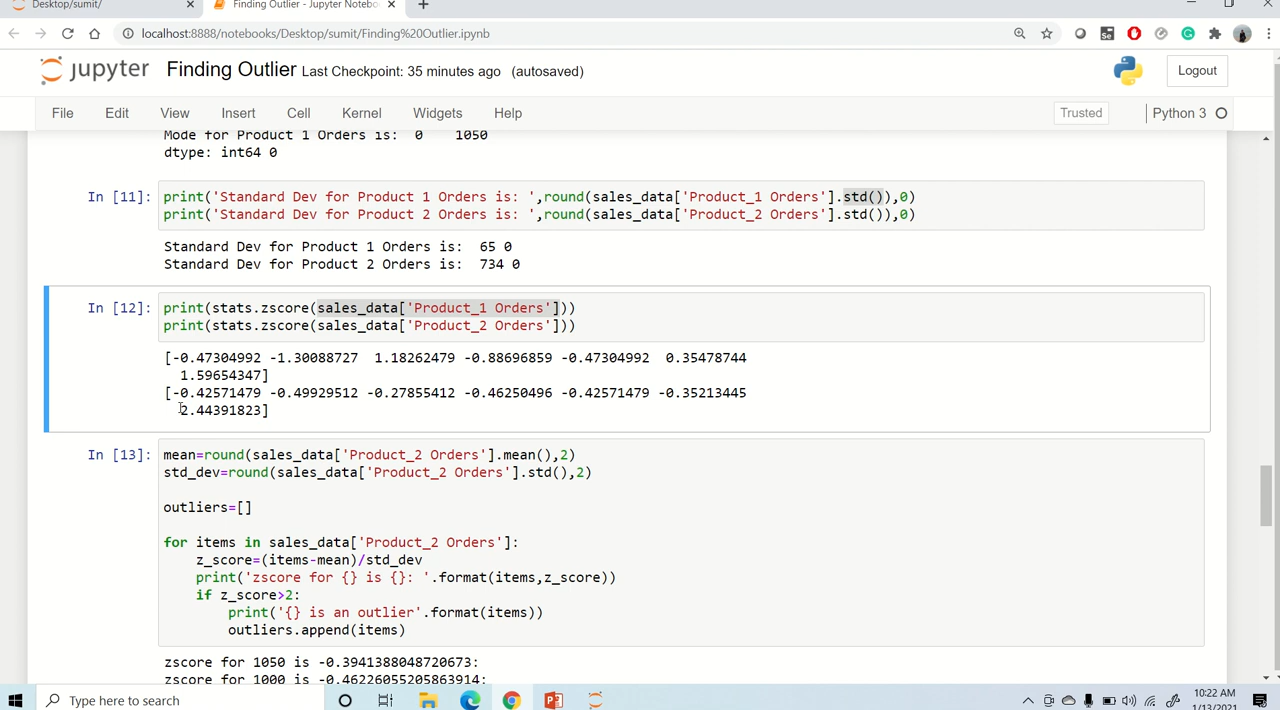 Desktop/sumit/
Finding Outlier - Jupyter Notebo
localhost:8888/notebooks/Desktop/sumit/Finding%20Outlier.ipynb
jupyter Finding Outlier Last Checkpoint: 35 minutes ago (autosaved) Logout
File Edit View Insert Cell Kernel Widgets Help Trusted Python 3
Mode for Product 1 Orders is:  0    1050
dtype: int64 0
In [11]: print('Standard Dev for Product 1 Orders is: ',round(sales_data['Product_1 Orders'].std()),0)
print('Standard Dev for Product 2 Orders is: ',round(sales_data['Product_2 Orders'].std()),0)
Standard Dev for Product 1 Orders is:  65 0
Standard Dev for Product 2 Orders is:  734 0
In [12]: print(stats.zscore(sales_data['Product_1 Orders']))
print(stats.zscore(sales_data['Product_2 Orders']))
[-0.47304992 -1.30088727  1.18262479 -0.88696859 -0.47304992  0.35478744
1.59654347]
[-0.42571479 -0.49929512 -0.27855412 -0.46250496 -0.42571479 -0.35213445
2.44391823]
In [13]: mean=round(sales_data['Product_2 Orders'].mean(),2)
std_dev=round(sales_data['Product_2 Orders'].std(),2)
outliers=[]
for items in sales_data['Product_2 Orders']:
z_score=(items-mean)/std_dev
print('zscore for {} is {}: '.format(items,z_score))
if z_score>2:
print('{} is an outlier'.format(items))
outliers.append(items)
zscore for 1050 is -0.3941388048720673:
zscore for 1000 is -0.46226055205863914:
Type here to search
10:22 AM
1/13/2021